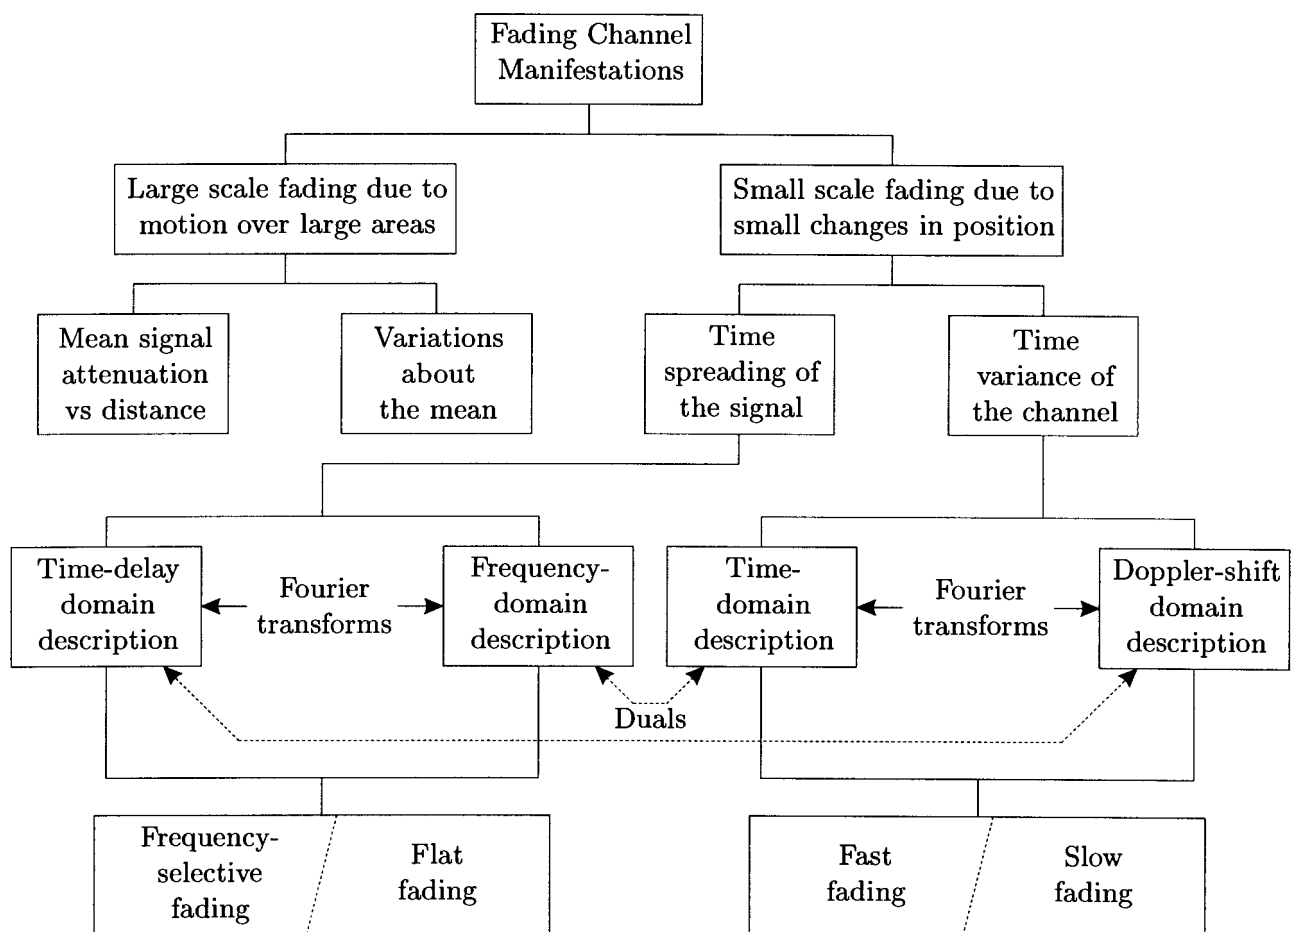 Fading Channel
Manifestations
Large scale fading due to
motion over large areas
Small scale fading due to
small changes in position
Mean signal
attenuation
vs distance
Variations
about
the mean
Time
spreading of
the signal
Time
variance of
the channel
Time-delay
domain
description
Fourier
transforms
Frequency-
domain
description
Time-
domain
description
Fourier
transforms
Doppler-shift
domain
description
Duals
Frequency-
selective
fading
Flat
fading
Fast
fading
Slow
fading